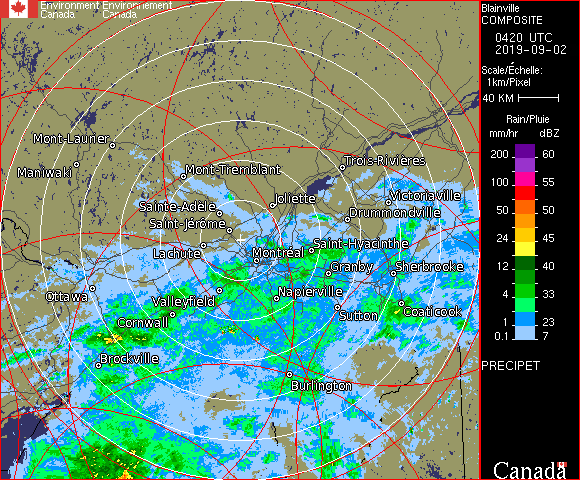 Environment Environnement
Canada Canada
Blainville
COMPOSITE
0420 UTC
2019-09-02
Scale/Échelle:
1km/Pixel
40 KM
Rain/Pluie
mm/hr dBZ
200 60
100 55
50 50
24 45
12 40
4 33
1 23
0.1 7
PRECIPET
Mont-Laurier
Maniwaki
Mont-Tremblant
Trois-Rivières
Joliette
Victoriaville
Sainte-Adele
Drummondville
Saint-Jérôme
Lachute
Saint-Hyacinthe
Montréal
Granby
Sherbrooke
Ottawa
Valleyfield
Napierville
Cornwall
Sutton
Coaticook
Brockville
Burlington
Canada